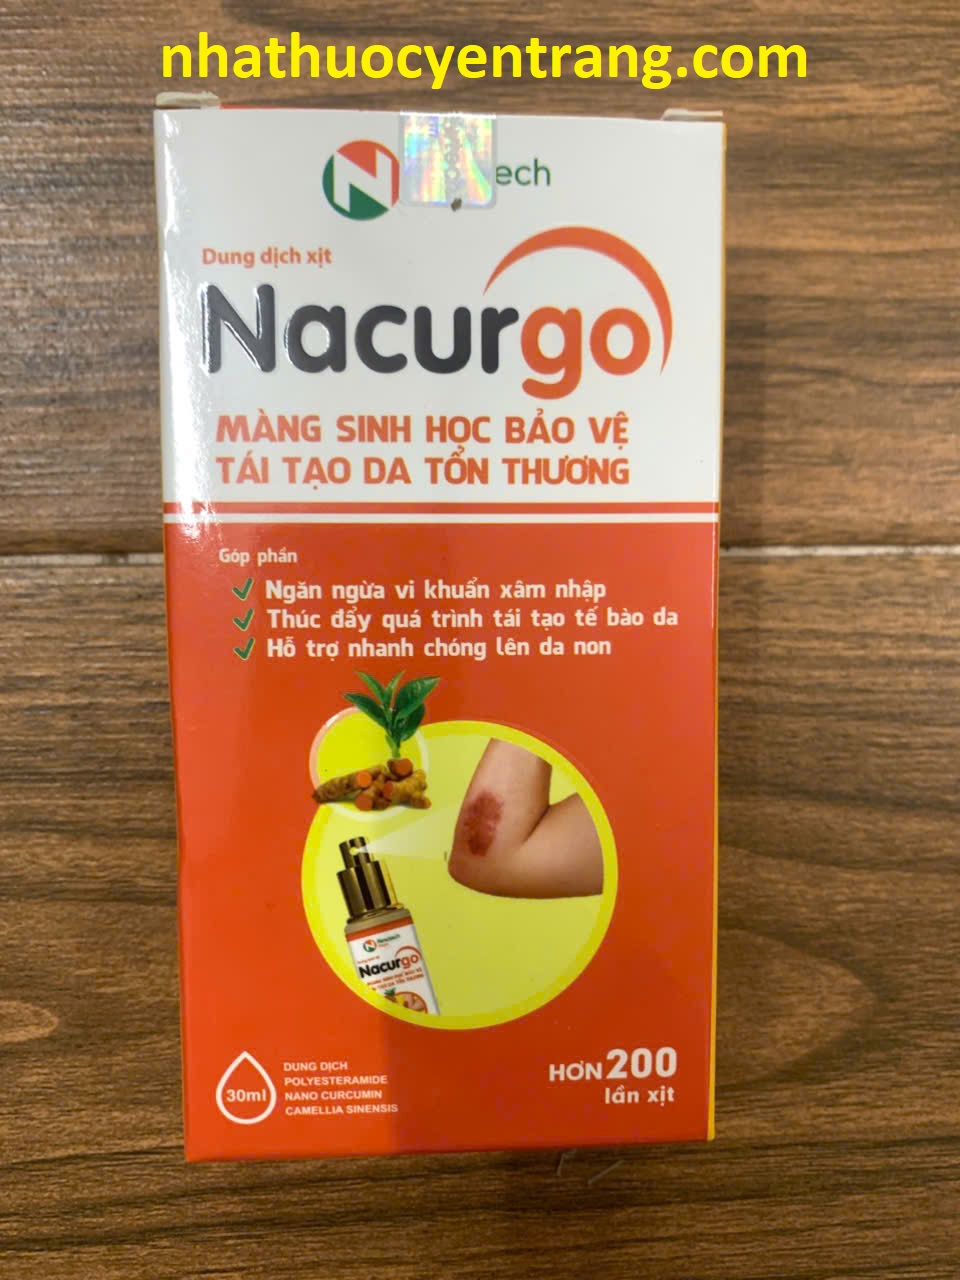 nhathuocyentrang.com
ech
Dung dịch xịt
Nacurgo
MÀNG SINH HỌC BẢO VỆ
TÁI TẠO DA TỔN THƯƠNG
Góp phần
Ngăn ngừa vi khuẩn xâm nhập
Thúc đẩy quá trình tái tạo tế bào da
Hỗ trợ nhanh chóng lên da non
Nacurgo
30ml
DUNG DỊCH
POLYESTERAMIDE
NANO CURCUMIN
CAMELLIA SINENSIS
HƠN 200
lần xịt